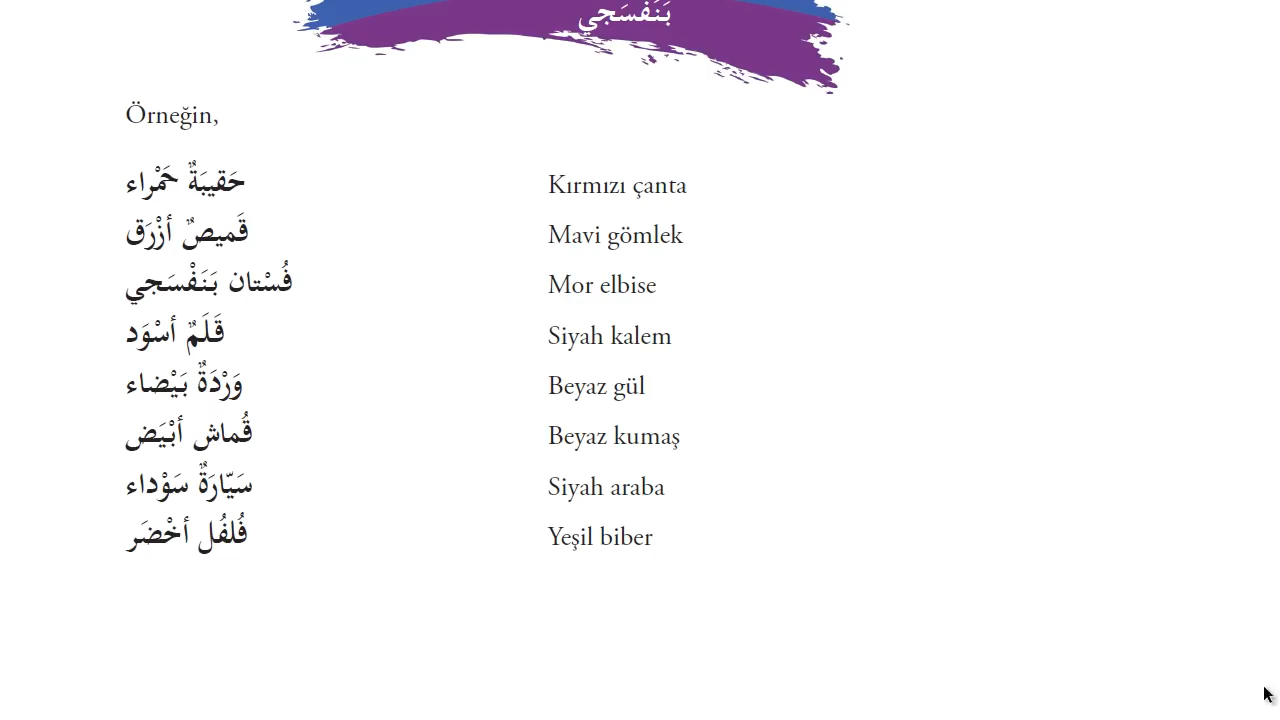 بَنَفْسَجي
Örneğin,
حَقيبَةٌ حَمْراء Kırmızı çanta
قَميصٌ أزْرَق Mavi gömlek
فُسْتان بَنَفْسَجي Mor elbise
قَلَمٌ أسْوَد Siyah kalem
وَرْدَةٌ بَيْضاء Beyaz gül
قُماش أبْيَض Beyaz kumaş
سَيّارَةٌ سَوْداء Siyah araba
فُلفُل أخْضَر Yeşil biber